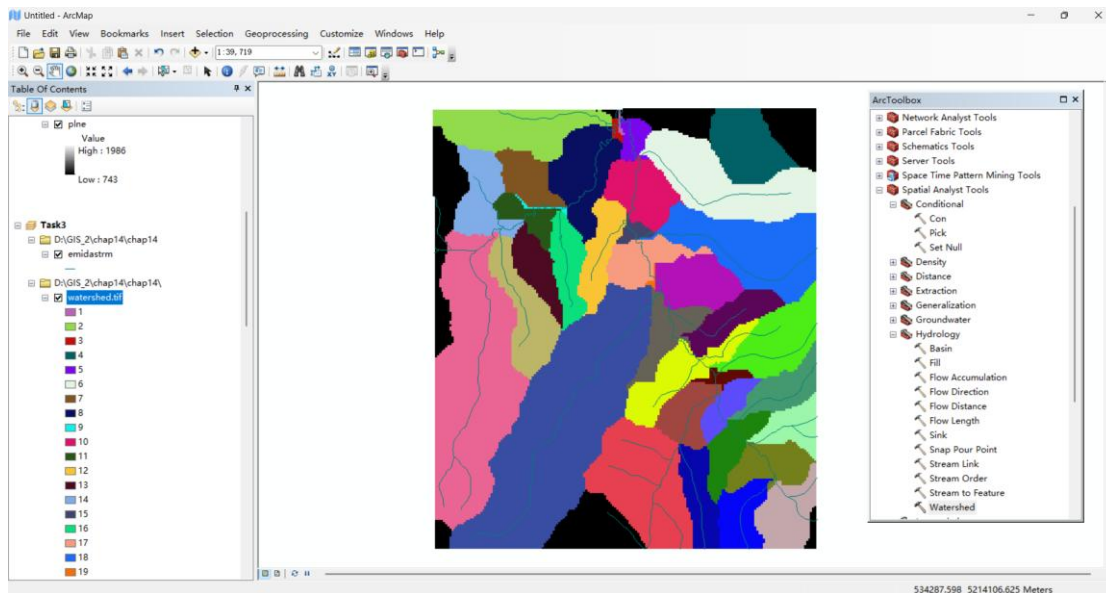 Untitled - ArcMap
File Edit View Bookmarks Insert Selection Geoprocessing Customize Windows Help
1:39,719
Table Of Contents
plne
Value
High : 1986
Low : 743
Task3
D:\GIS_2\chap14\chap14
emidastrm
D:\GIS_2\chap14\chap14\
watershed.tif
1
2
3
4
5
6
7
8
9
10
11
12
13
14
15
16
17
18
19
ArcToolbox
Network Analyst Tools
Parcel Fabric Tools
Schematics Tools
Server Tools
Space Time Pattern Mining Tools
Spatial Analyst Tools
Conditional
Con
Pick
Set Null
Density
Distance
Extraction
Generalization
Groundwater
Hydrology
Basin
Fill
Flow Accumulation
Flow Direction
Flow Distance
Flow Length
Sink
Snap Pour Point
Stream Link
Stream Order
Stream to Feature
Watershed
534287.598 5214106.625 Meters